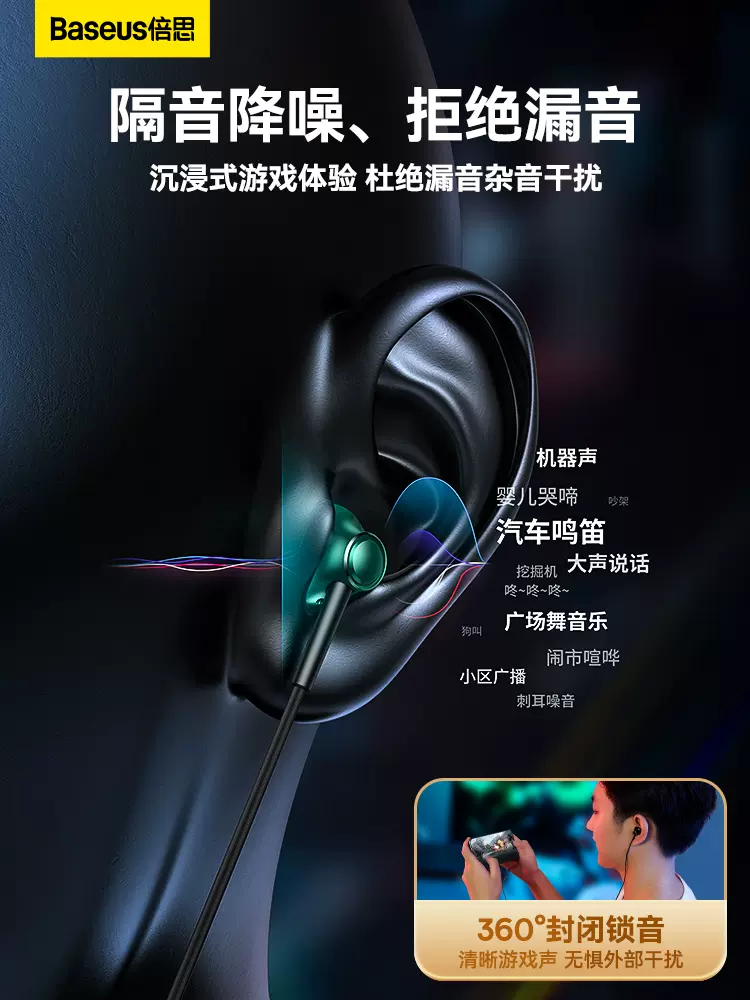 Baseus倍思
隔音降噪、拒绝漏音
沉浸式游戏体验 杜绝漏音杂音干扰
机器声
婴儿哭啼
吵架
汽车鸣笛
挖掘机
大声说话
咚~咚~咚~
广场舞音乐
狗叫
闹市喧哗
小区广播
刺耳噪音
360°封闭锁音
清晰游戏声 无惧外部干扰